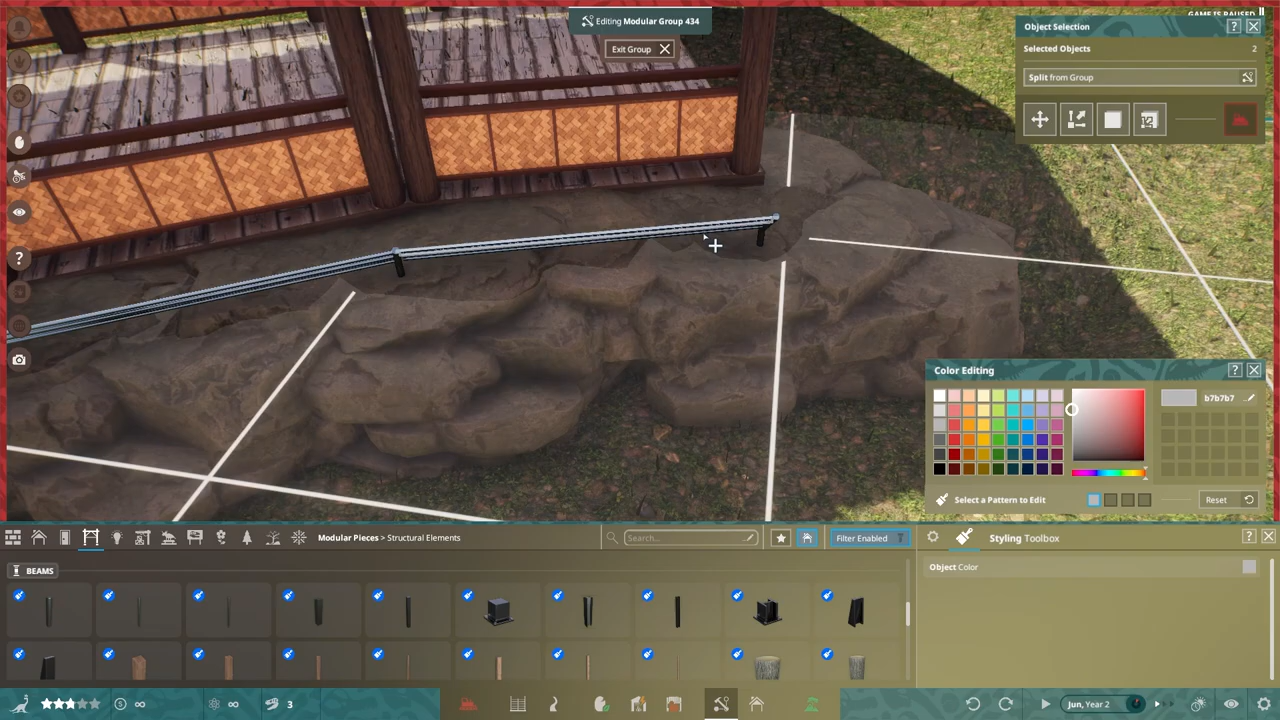 Editing Modular Group 434
GAME IS PAUSED
Exit Group
Object Selection
?
Selected Objects 2
Split from Group
?
Color Editing
?
b7b7b7
Select a Pattern to Edit
Reset
Modular Pieces > Structural Elements
Search...
Filter Enabled
Styling Toolbox
?
BEAMS
Object Color
∞
∞
3
Jun, Year 2